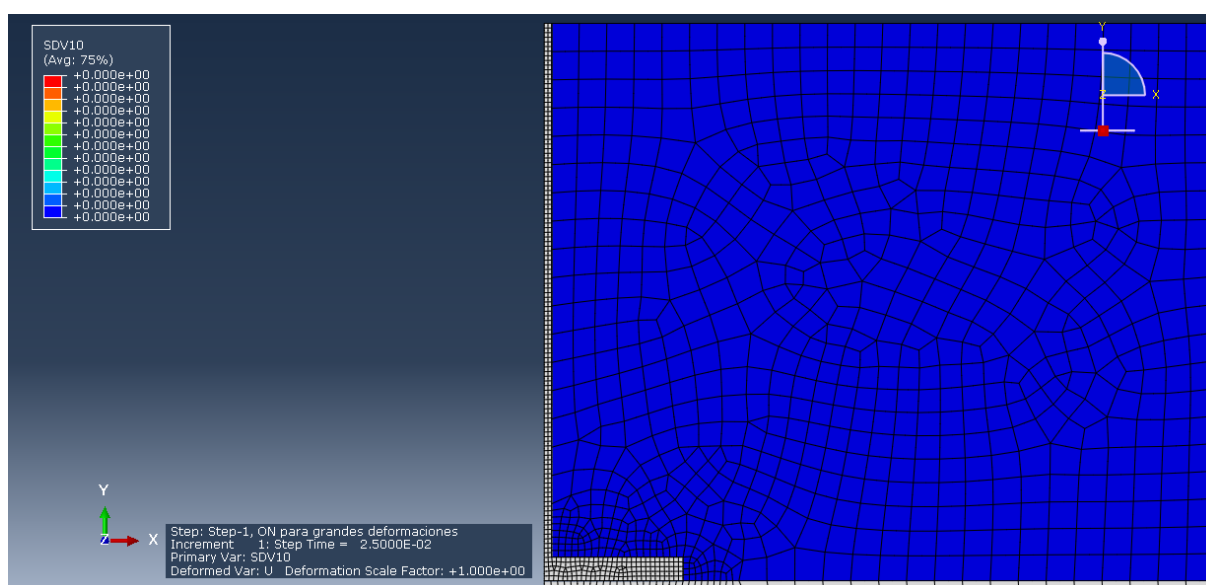 SDV10
(Avg: 75%)
+0.000e+00
+0.000e+00
+0.000e+00
+0.000e+00
+0.000e+00
+0.000e+00
+0.000e+00
+0.000e+00
+0.000e+00
+0.000e+00
+0.000e+00
+0.000e+00
+0.000e+00
Y
Z
X
Y
Z
X
Step: Step-1, ON para grandes deformaciones
Increment 1: Step Time = 2.5000E-02
Primary Var: SDV10
Deformed Var: U Deformation Scale Factor: +1.000e+00